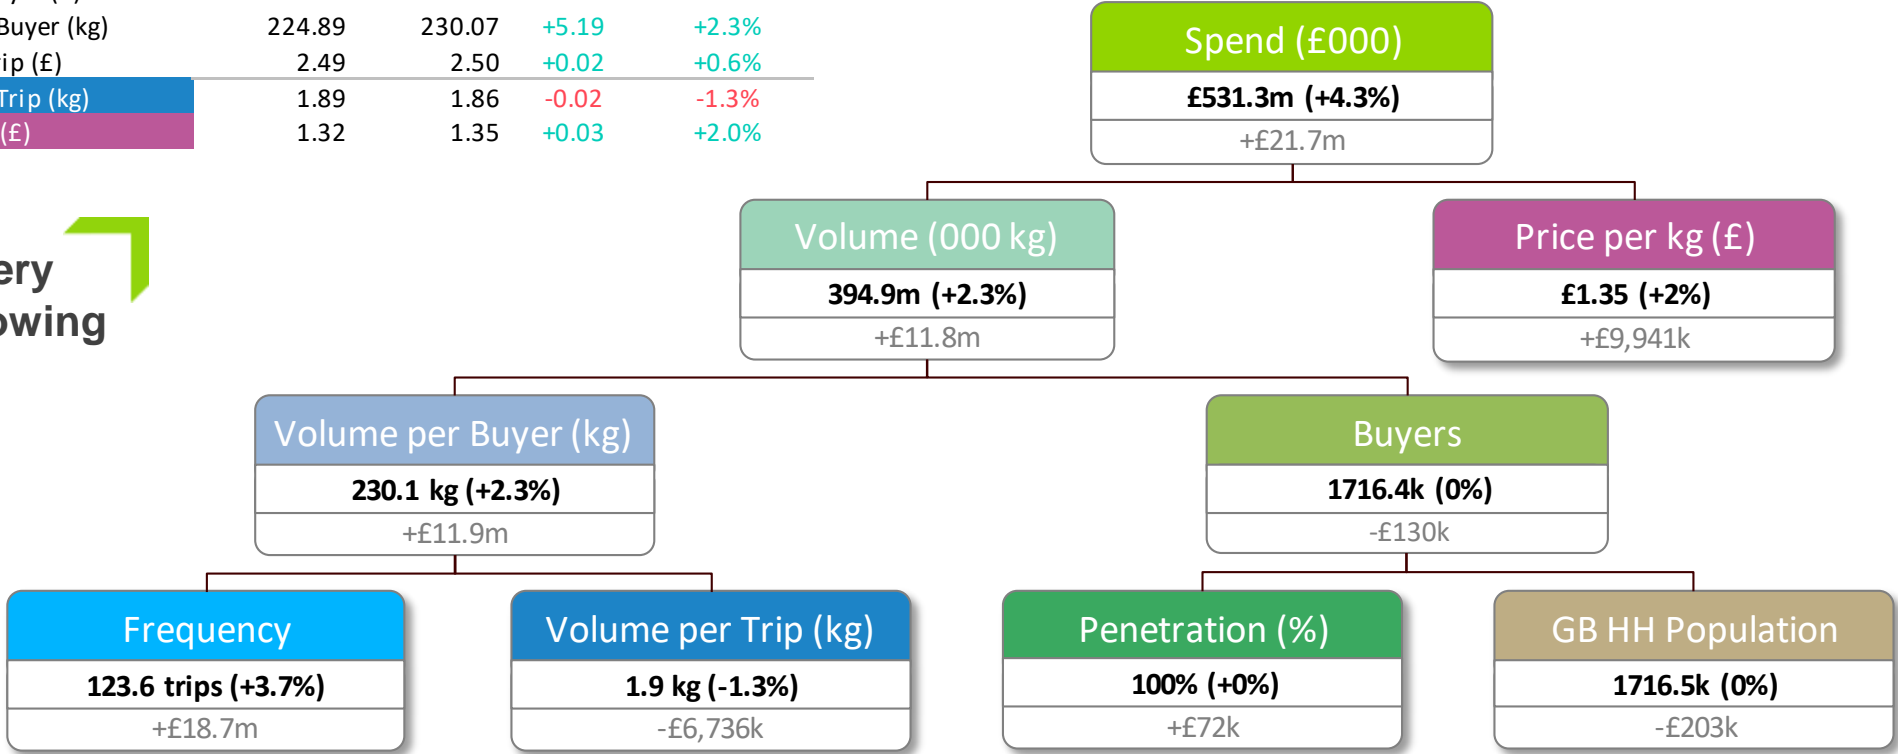 Buyer (kg) 224.89 230.07 +5.19 +2.3%
rip (£) 2.49 2.50 +0.02 +0.6%
Trip (kg) 1.89 1.86 -0.02 -1.3%
(£) 1.32 1.35 +0.03 +2.0%
Spend (£000)
£531.3m (+4.3%)
+£21.7m
ery
owing
Volume (000 kg)
394.9m (+2.3%)
+£11.8m
Price per kg (£)
£1.35 (+2%)
+£9,941k
Volume per Buyer (kg)
230.1 kg (+2.3%)
+£11.9m
Buyers
1716.4k (0%)
-£130k
Frequency
123.6 trips (+3.7%)
+£18.7m
Volume per Trip (kg)
1.9 kg (-1.3%)
-£6,736k
Penetration (%)
100% (+0%)
+£72k
GB HH Population
1716.5k (0%)
-£203k